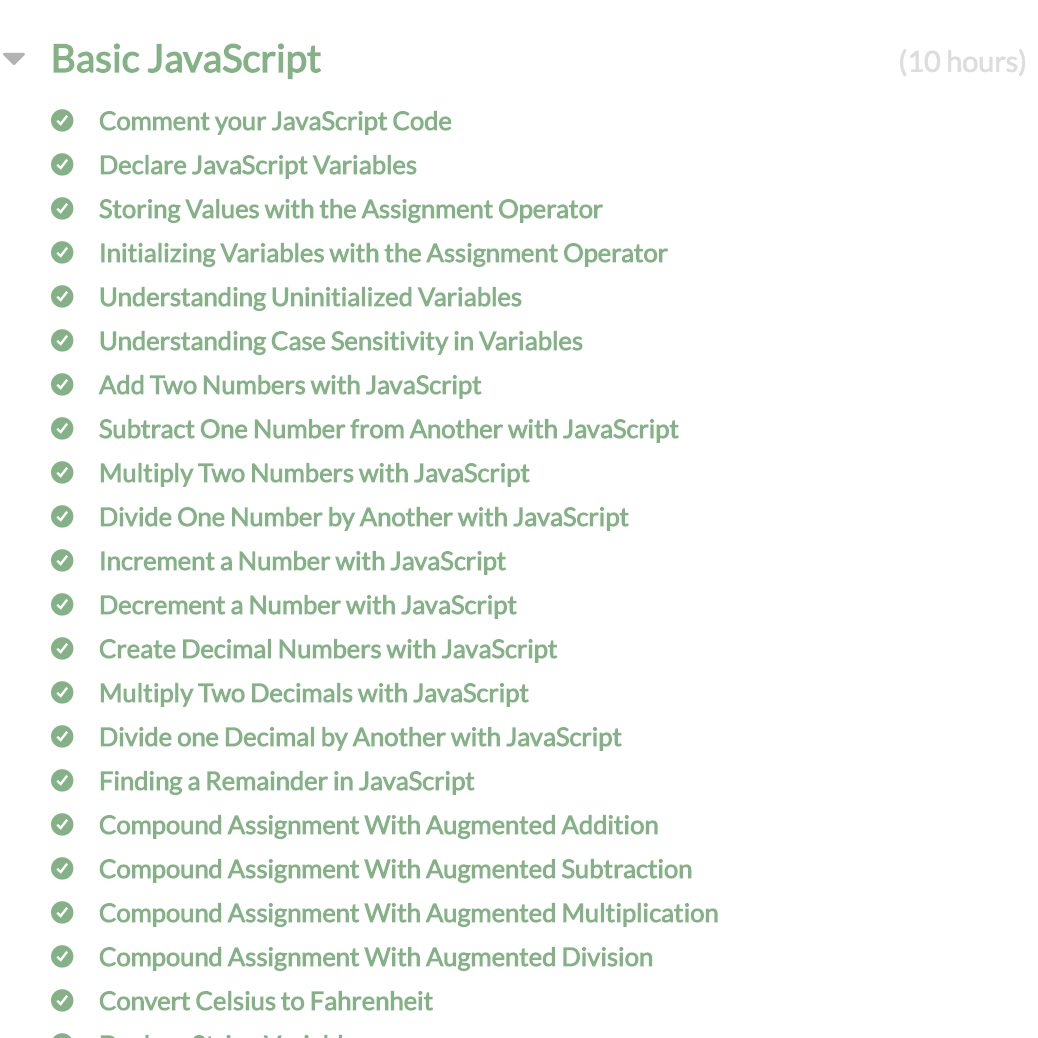 Basic JavaScript (10 hours)
Comment your JavaScript Code
Declare JavaScript Variables
Storing Values with the Assignment Operator
Initializing Variables with the Assignment Operator
Understanding Uninitialized Variables
Understanding Case Sensitivity in Variables
Add Two Numbers with JavaScript
Subtract One Number from Another with JavaScript
Multiply Two Numbers with JavaScript
Divide One Number by Another with JavaScript
Increment a Number with JavaScript
Decrement a Number with JavaScript
Create Decimal Numbers with JavaScript
Multiply Two Decimals with JavaScript
Divide one Decimal by Another with JavaScript
Finding a Remainder in JavaScript
Compound Assignment With Augmented Addition
Compound Assignment With Augmented Subtraction
Compound Assignment With Augmented Multiplication
Compound Assignment With Augmented Division
Convert Celsius to Fahrenheit